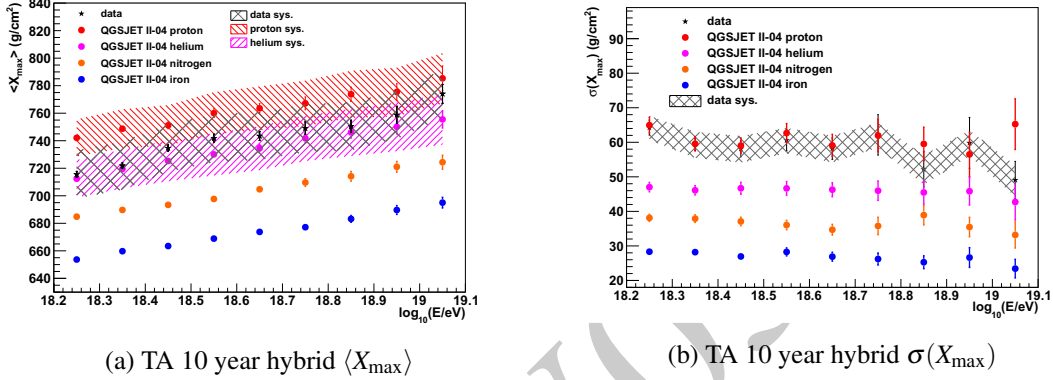 <X_max> (g/cm²)
840
820
800
780
760
740
720
700
680
660
640
data
QGSJET II-04 proton
QGSJET II-04 helium
QGSJET II-04 nitrogen
QGSJET II-04 iron
data sys.
proton sys.
helium sys.
18.2 18.3 18.4 18.5 18.6 18.7 18.8 18.9 19 19.1
log₁₀(E/eV)
(a) TA 10 year hybrid ⟨X_max⟩
σ(X_max) (g/cm²)
90
80
70
60
50
40
30
20
data
QGSJET II-04 proton
QGSJET II-04 helium
QGSJET II-04 nitrogen
QGSJET II-04 iron
data sys.
18.2 18.3 18.4 18.5 18.6 18.7 18.8 18.9 19 19.1
log₁₀(E/eV)
(b) TA 10 year hybrid σ(X_max)